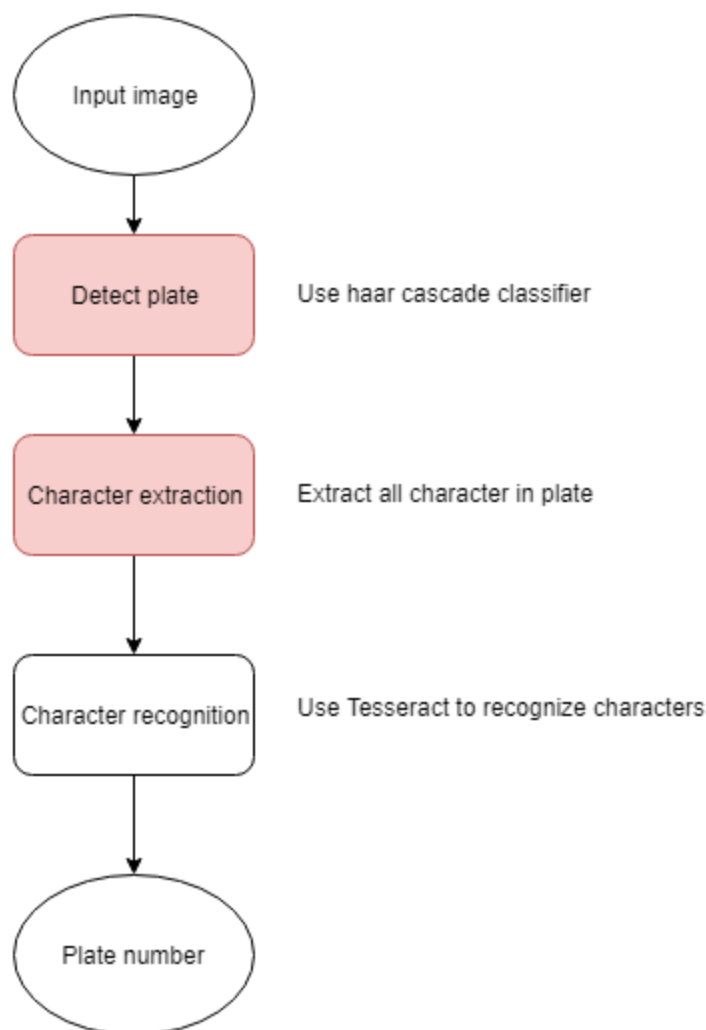 Input image
Detect plate
Use haar cascade classifier
Character extraction
Extract all character in plate
Character recognition
Use Tesseract to recognize characters
Plate number